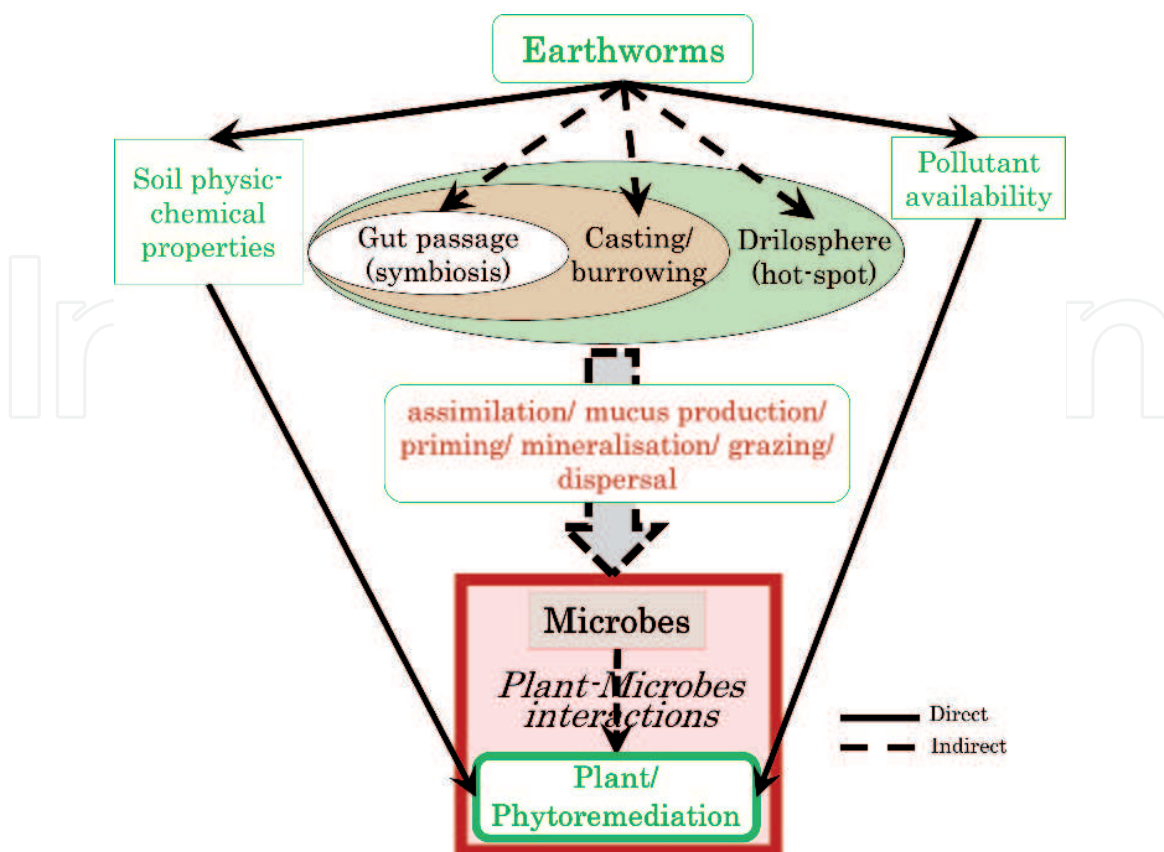 Earthworms
Soil physic-
chemical
properties
Pollutant
availability
Gut passage
(symbiosis)
Casting/
burrowing
Drilosphere
(hot-spot)
assimilation/ mucus production/
priming/ mineralisation/ grazing/
dispersal
Microbes
Plant-Microbes
interactions
Direct
Indirect
Plant/
Phytoremediation